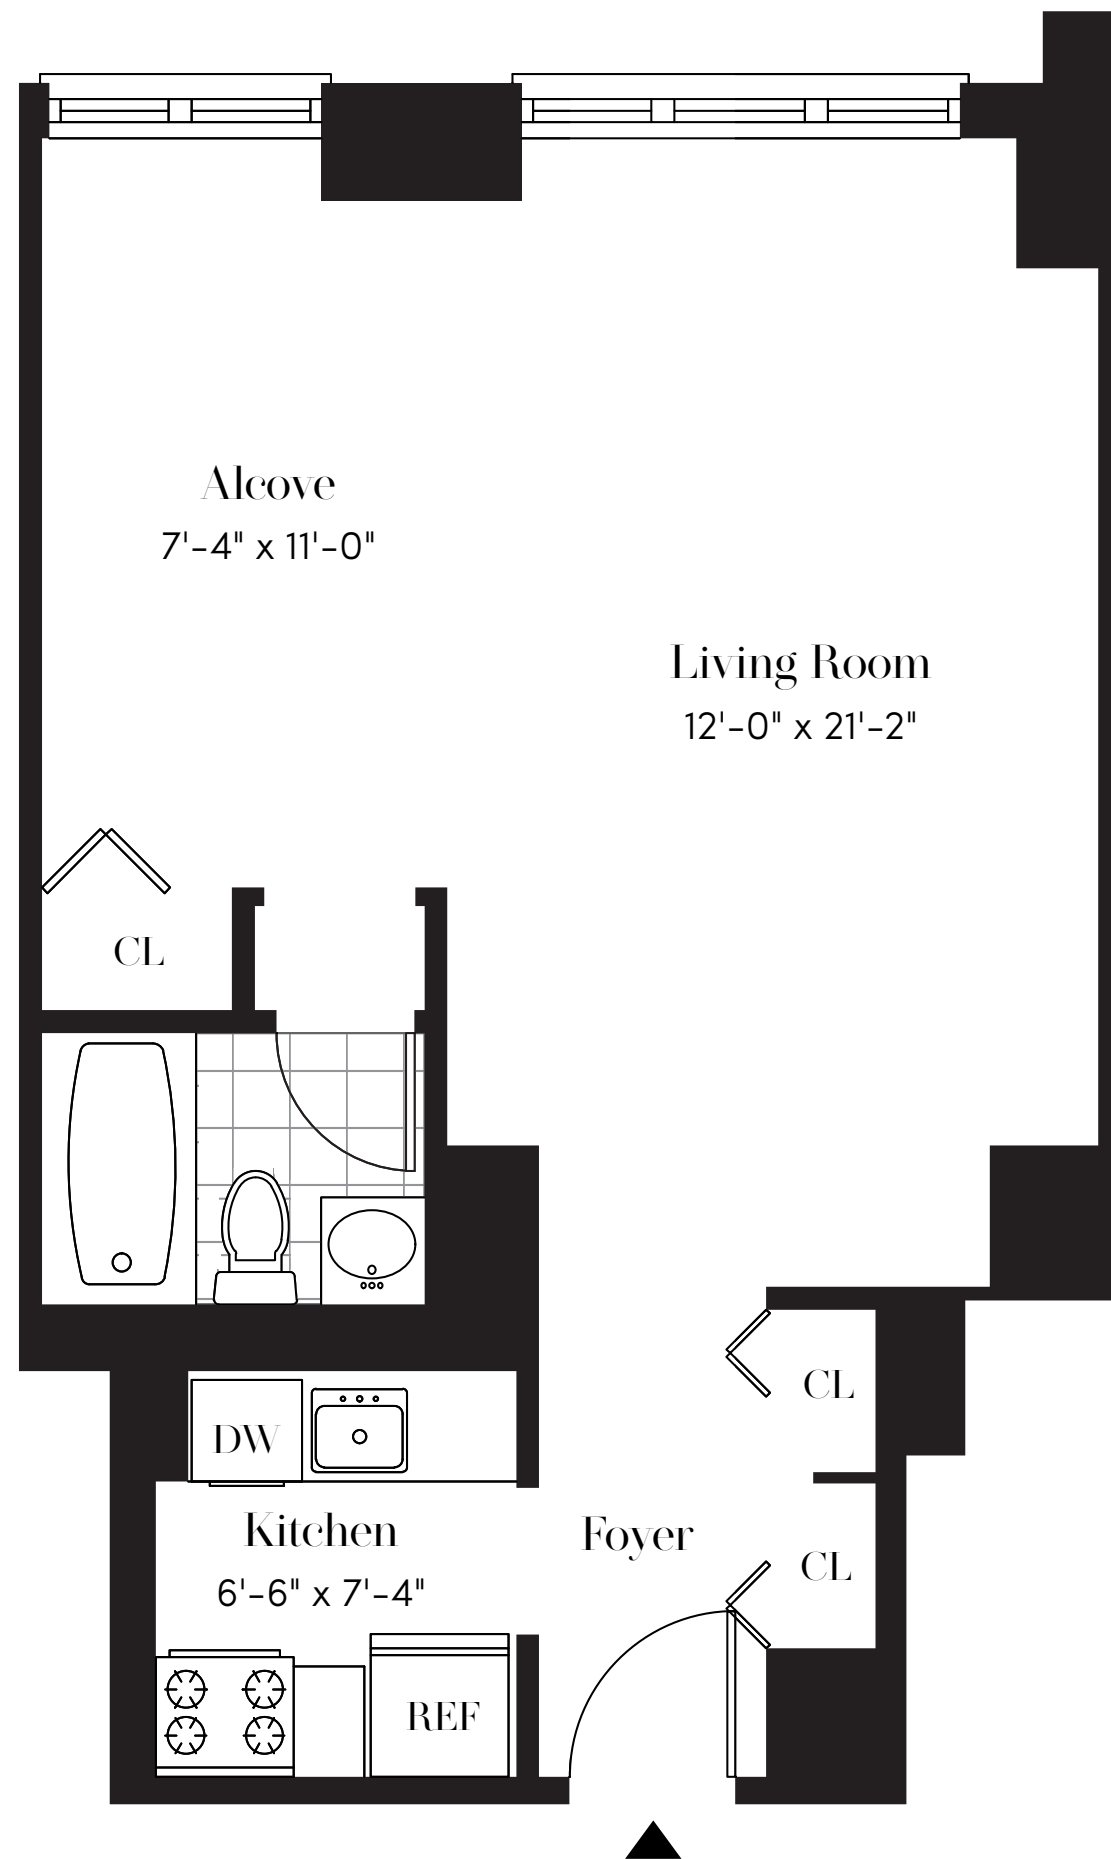 Alcove
7'-4" x 11'-0"
Living Room
12'-0" x 21'-2"
CL
CL
DW
Kitchen
6'-6" x 7'-4"
Foyer
CL
REF